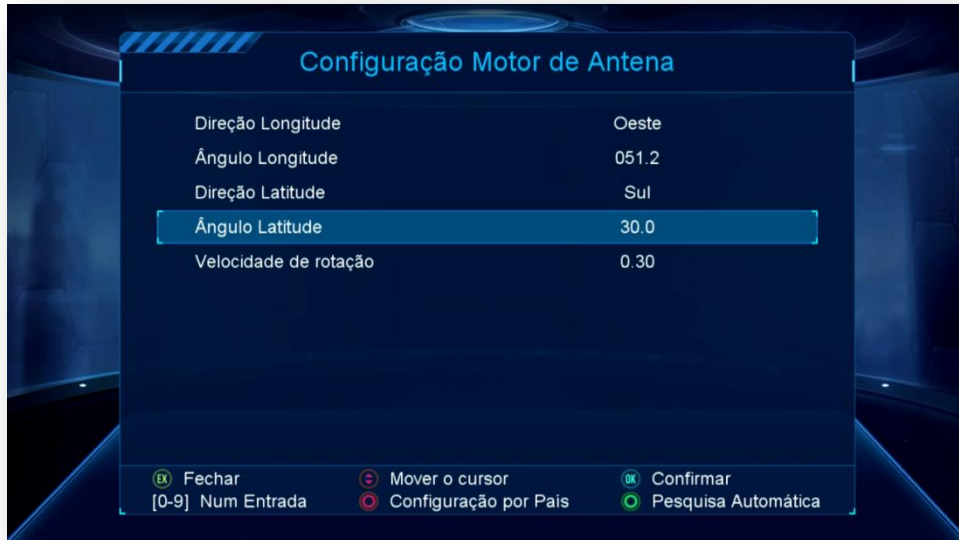 Configuração Motor de Antena
Direção Longitude Oeste
Ângulo Longitude 051.2
Direção Latitude Sul
Ângulo Latitude 30.0
Velocidade de rotação 0.30
EX Fechar Mover o cursor OK Confirmar
[0-9] Num Entrada Configuração por Pais Pesquisa Automática